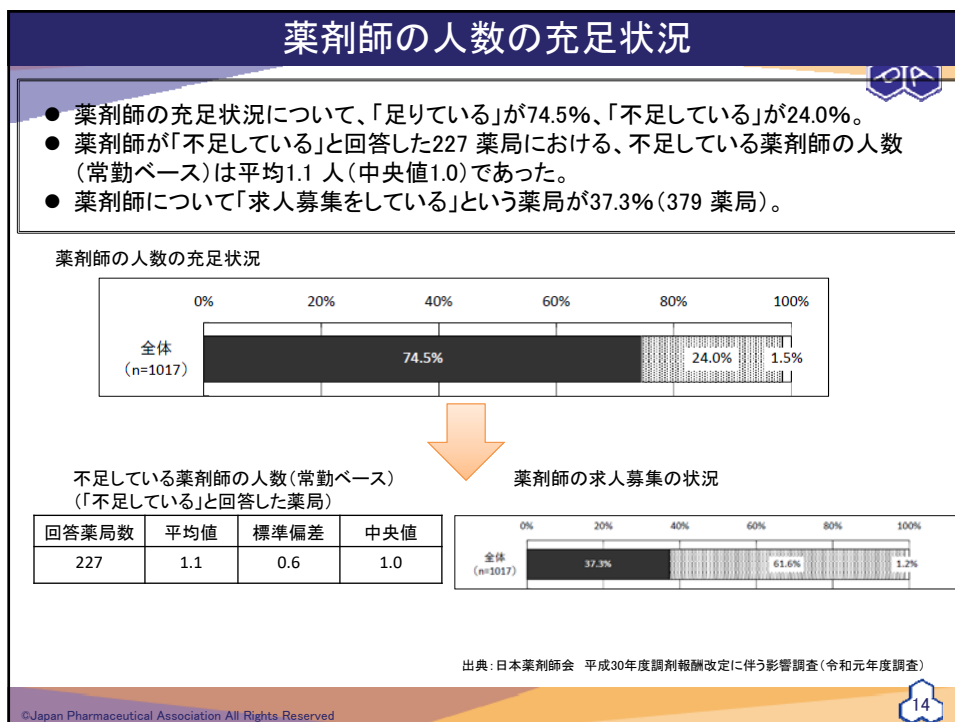 薬剤師の人数の充足状況
● 薬剤師の充足状況について、「足りている」が74.5%、「不足している」が24.0%。
● 薬剤師が「不足している」と回答した227 薬局における、不足している薬剤師の人数
（常勤ベース）は平均1.1 人（中央値1.0）であった。
● 薬剤師について「求人募集をしている」という薬局が37.3%（379 薬局）。
薬剤師の人数の充足状況
0% 20% 40% 60% 80% 100%
全体
(n=1017)
74.5% 24.0% 1.5%
不足している薬剤師の人数（常勤ベース）
（「不足している」と回答した薬局）
回答薬局数 平均値 標準偏差 中央値
227 1.1 0.6 1.0
薬剤師の求人募集の状況
0% 20% 40% 60% 80% 100%
全体
(n=1017)
37.3% 61.6% 1.2%
出典：日本薬剤師会 平成30年度調剤報酬改定に伴う影響調査（令和元年度調査）
©Japan Pharmaceutical Association All Rights Reserved
14